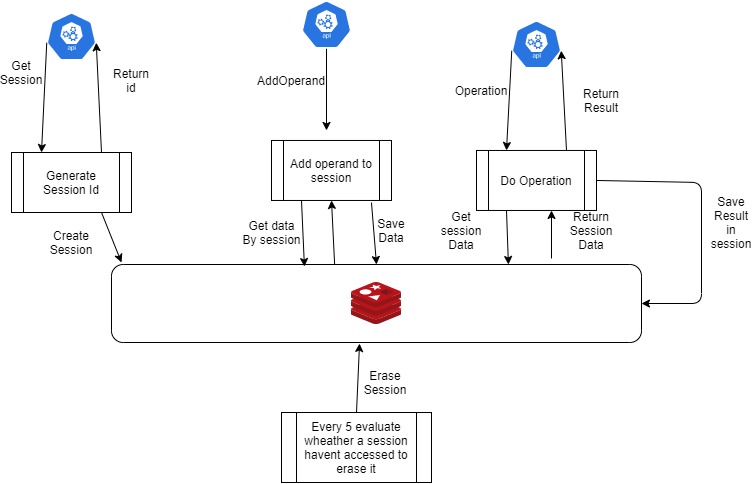 api
api
api
Get
Session
Return
id
AddOperand
Operation
Return
Result
Generate
Session Id
Add operand to
session
Do Operation
Create
Session
Get data
By session
Save
Data
Get
session
Data
Return
Session
Data
Save
Result
in
session
Erase
Session
Every 5 evaluate
wheather a session
havent accessed to
erase it